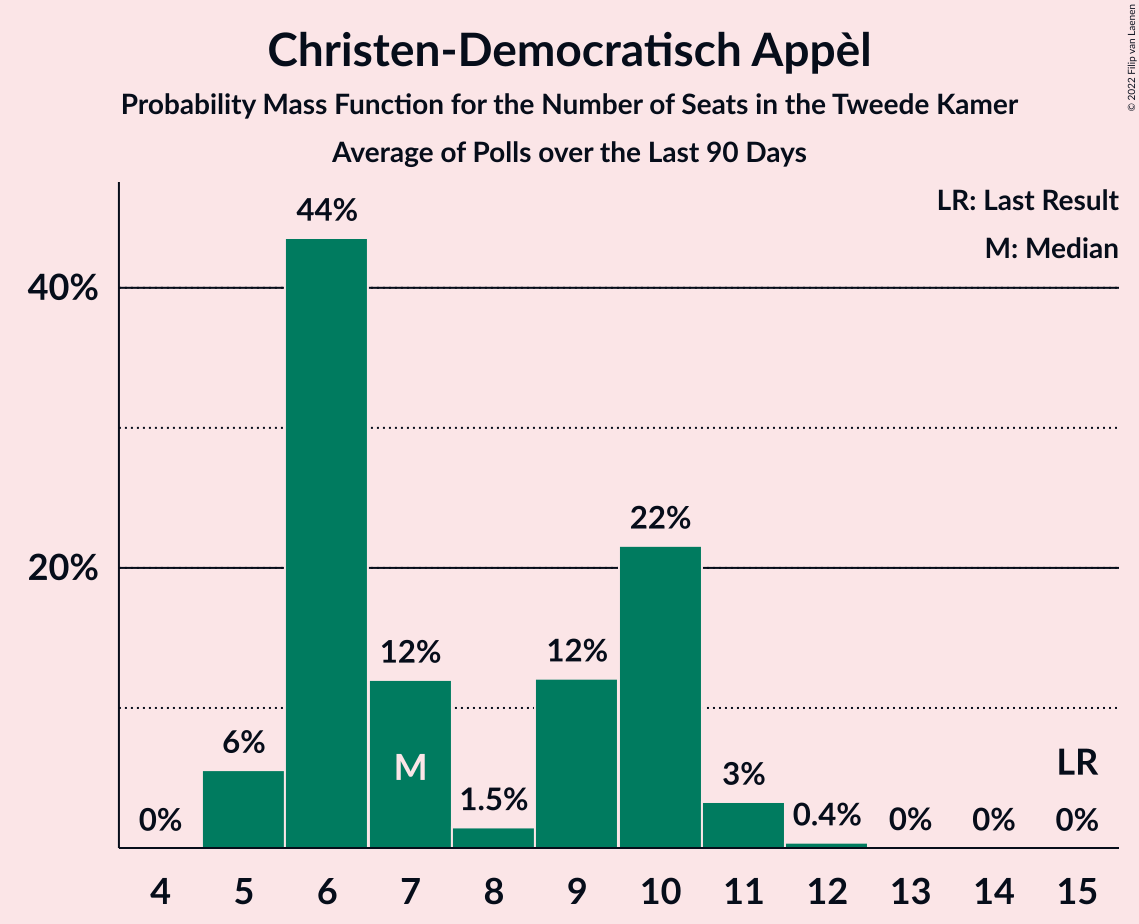 Christen-Democratisch Appèl
Probability Mass Function for the Number of Seats in the Tweede Kamer
Average of Polls over the Last 90 Days
© 2022 Filip van Laenen
LR: Last Result
M: Median
44%
40%
22%
20%
12%
12%
6%
M
3%
LR
1.5%
0.4%
0%
0%
0%
0%
4 5 6 7 8 9 10 11 12 13 14 15